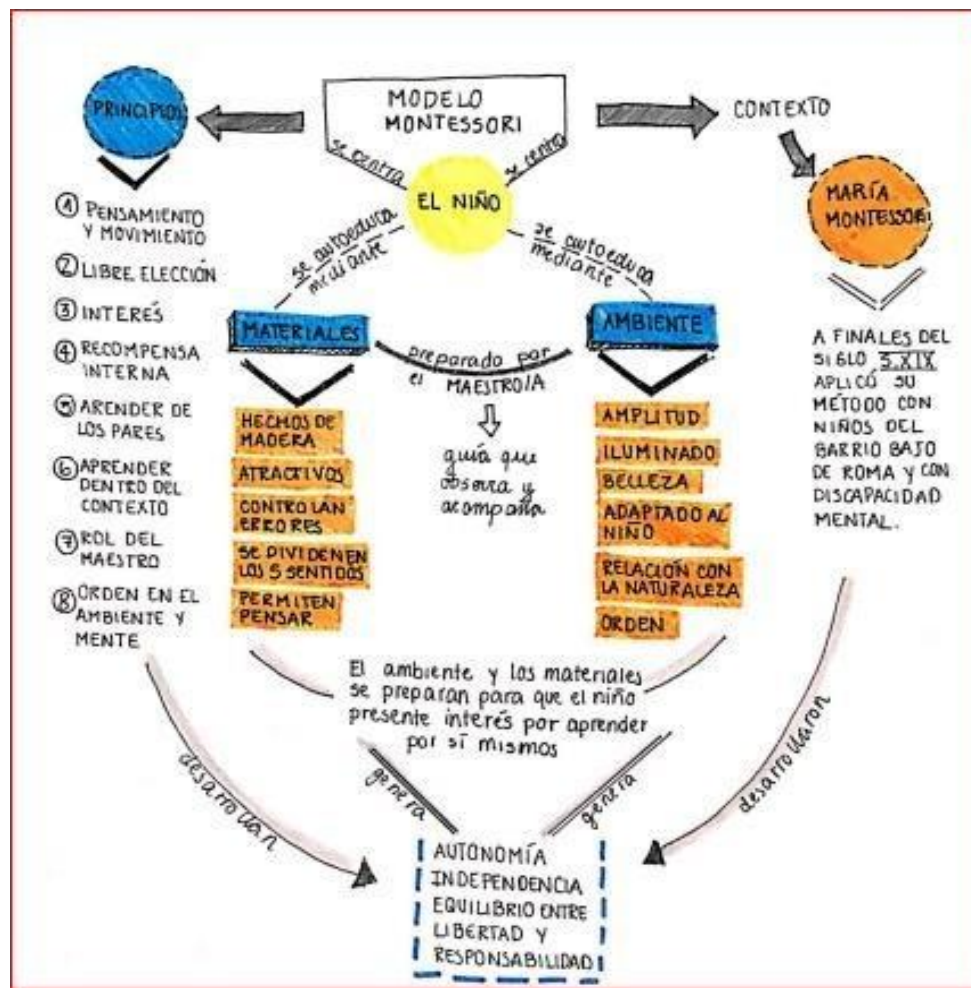 MODELO
MONTESSORI
PRINCIPIOS
CONTEXTO
se centra
se centra
EL NIÑO
MARÍA
MONTESSORI
① PENSAMIENTO
Y MOVIMIENTO
② LIBRE ELECCIÓN
③ INTERÉS
④ RECOMPENSA
INTERNA
⑤ ARENDER DE
LOS PARES
⑥ APRENDER
DENTRO DEL
CONTEXTO
⑦ ROL DEL
MAESTRO
⑧ ORDEN EN EL
AMBIENTE Y
MENTE
se autoeduca
mediante
se autoeduca
mediante
MATERIALES
HECHOS DE
MADERA
ATRACTIVOS
CONTROLAN
ERRORES
SE DIVIDEN EN
LOS 5 SENTIDOS
PERMITEN
PENSAR
preparado por
el MAESTRO/A
guía que
observa y
acompaña
AMBIENTE
AMPLITUD
ILUMINADO
BELLEZA
ADAPTADO AL
NIÑO
RELACIÓN CON
LA NATURALEZA
ORDEN
A FINALES DEL
SIGLO S.XIX
APLICÓ SU
MÉTODO CON
NIÑOS DEL
BARRIO BAJO
DE ROMA Y CON
DISCAPACIDAD
MENTAL.
El ambiente y los materiales
se preparan para que el niño
presente interés por aprender
por sí mismos
desarrollan
genera
genera
desarrollaron
AUTONOMÍA
INDEPENDENCIA
EQUILIBRIO ENTRE
LIBERTAD Y
RESPONSABILIDAD